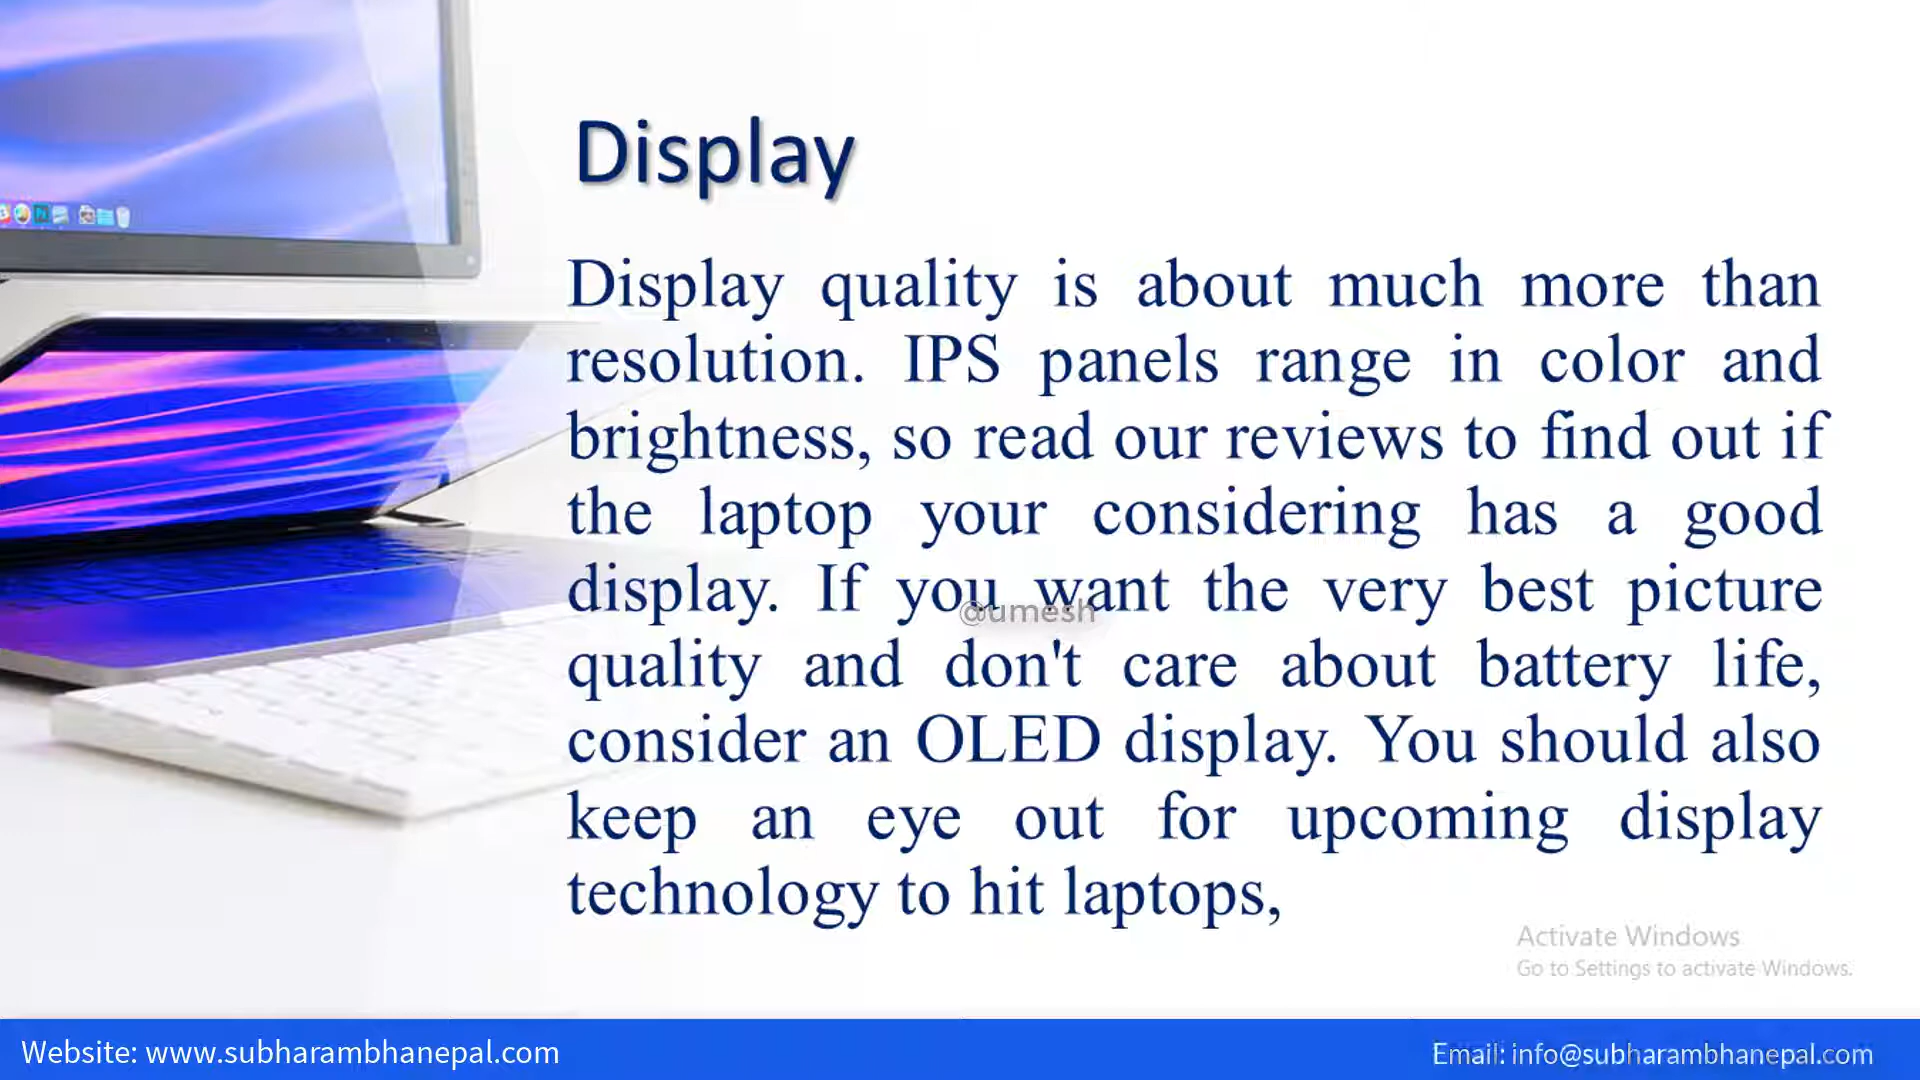 Display
Display quality is about much more than
resolution. IPS panels range in color and
brightness, so read our reviews to find out if
the laptop your considering has a good
display. If you want the very best picture
@umesh
quality and don't care about battery life,
consider an OLED display. You should also
keep an eye out for upcoming display
technology to hit laptops,
Activate Windows
Go to Settings to activate Windows.
Website: www.subharambhanepal.com
Email: info@subharambhanepal.com